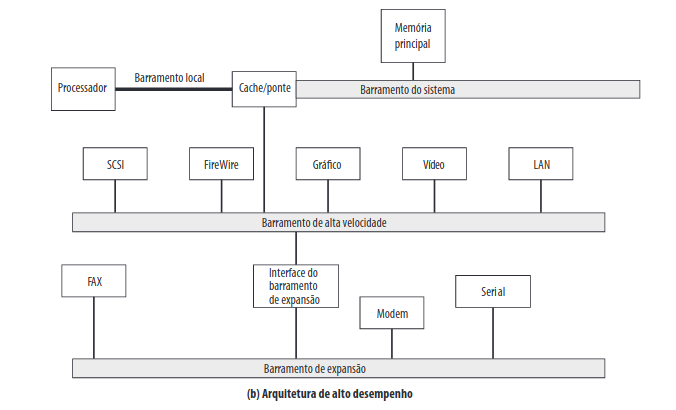 Memória
principal
Processador
Barramento local
Cache/ponte
Barramento do sistema
SCSI
FireWire
Gráfico
Vídeo
LAN
Barramento de alta velocidade
FAX
Interface do
barramento
de expansão
Modem
Serial
Barramento de expansão
(b) Arquitetura de alto desempenho